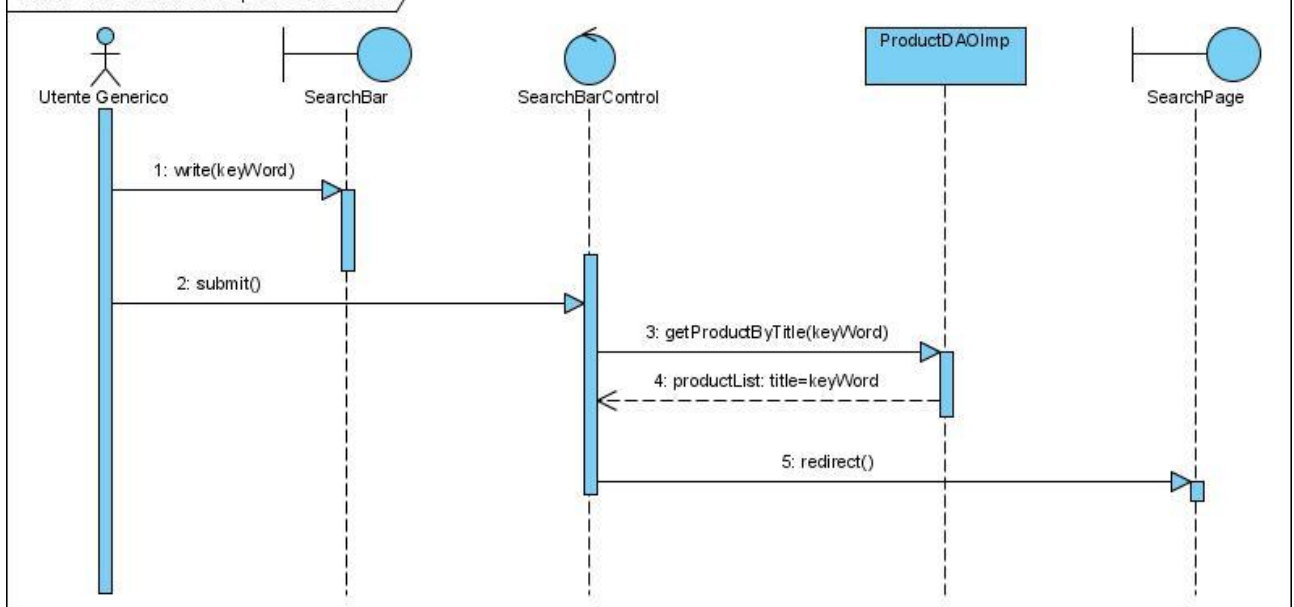 Utente Generico
SearchBar
SearchBarControl
ProductDAOImp
SearchPage
1: write(keyWord)
2: submit()
3: getProductByTitle(keyWord)
4: productList: title=keyWord
5: redirect()